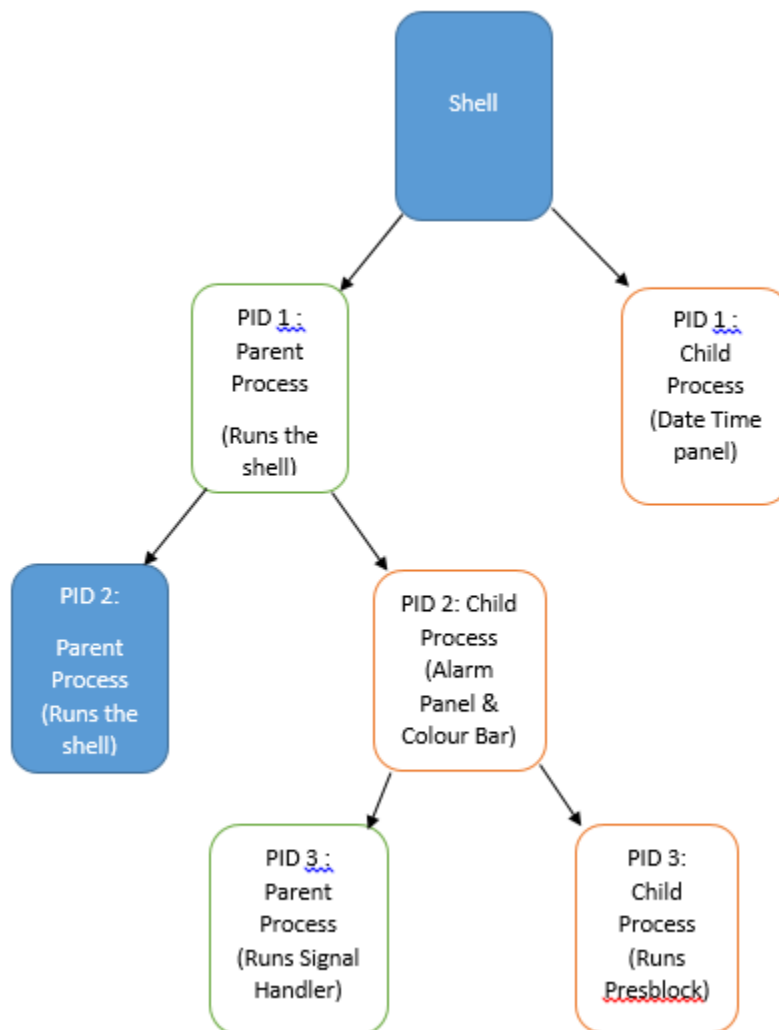 Shell
PID 1 :
Parent
Process
(Runs the
shell)
PID 1 :
Child
Process
(Date Time
panel)
PID 2:
Parent
Process
(Runs the
shell)
PID 2: Child
Process
(Alarm
Panel &
Colour Bar)
PID 3 :
Parent
Process
(Runs Signal
Handler)
PID 3:
Child
Process
(Runs
Presblock)